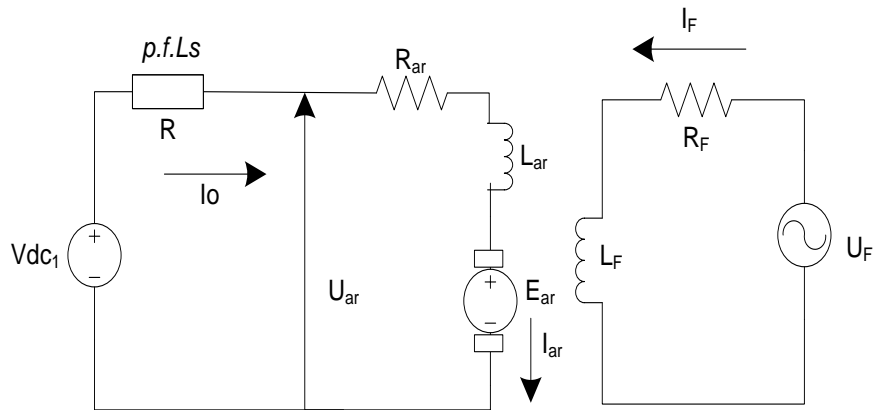 p.f.Ls
R
Io
Vdc₁
+
−
Uar
Rar
Lar
+
−
Ear
Iar
IF
RF
LF
UF